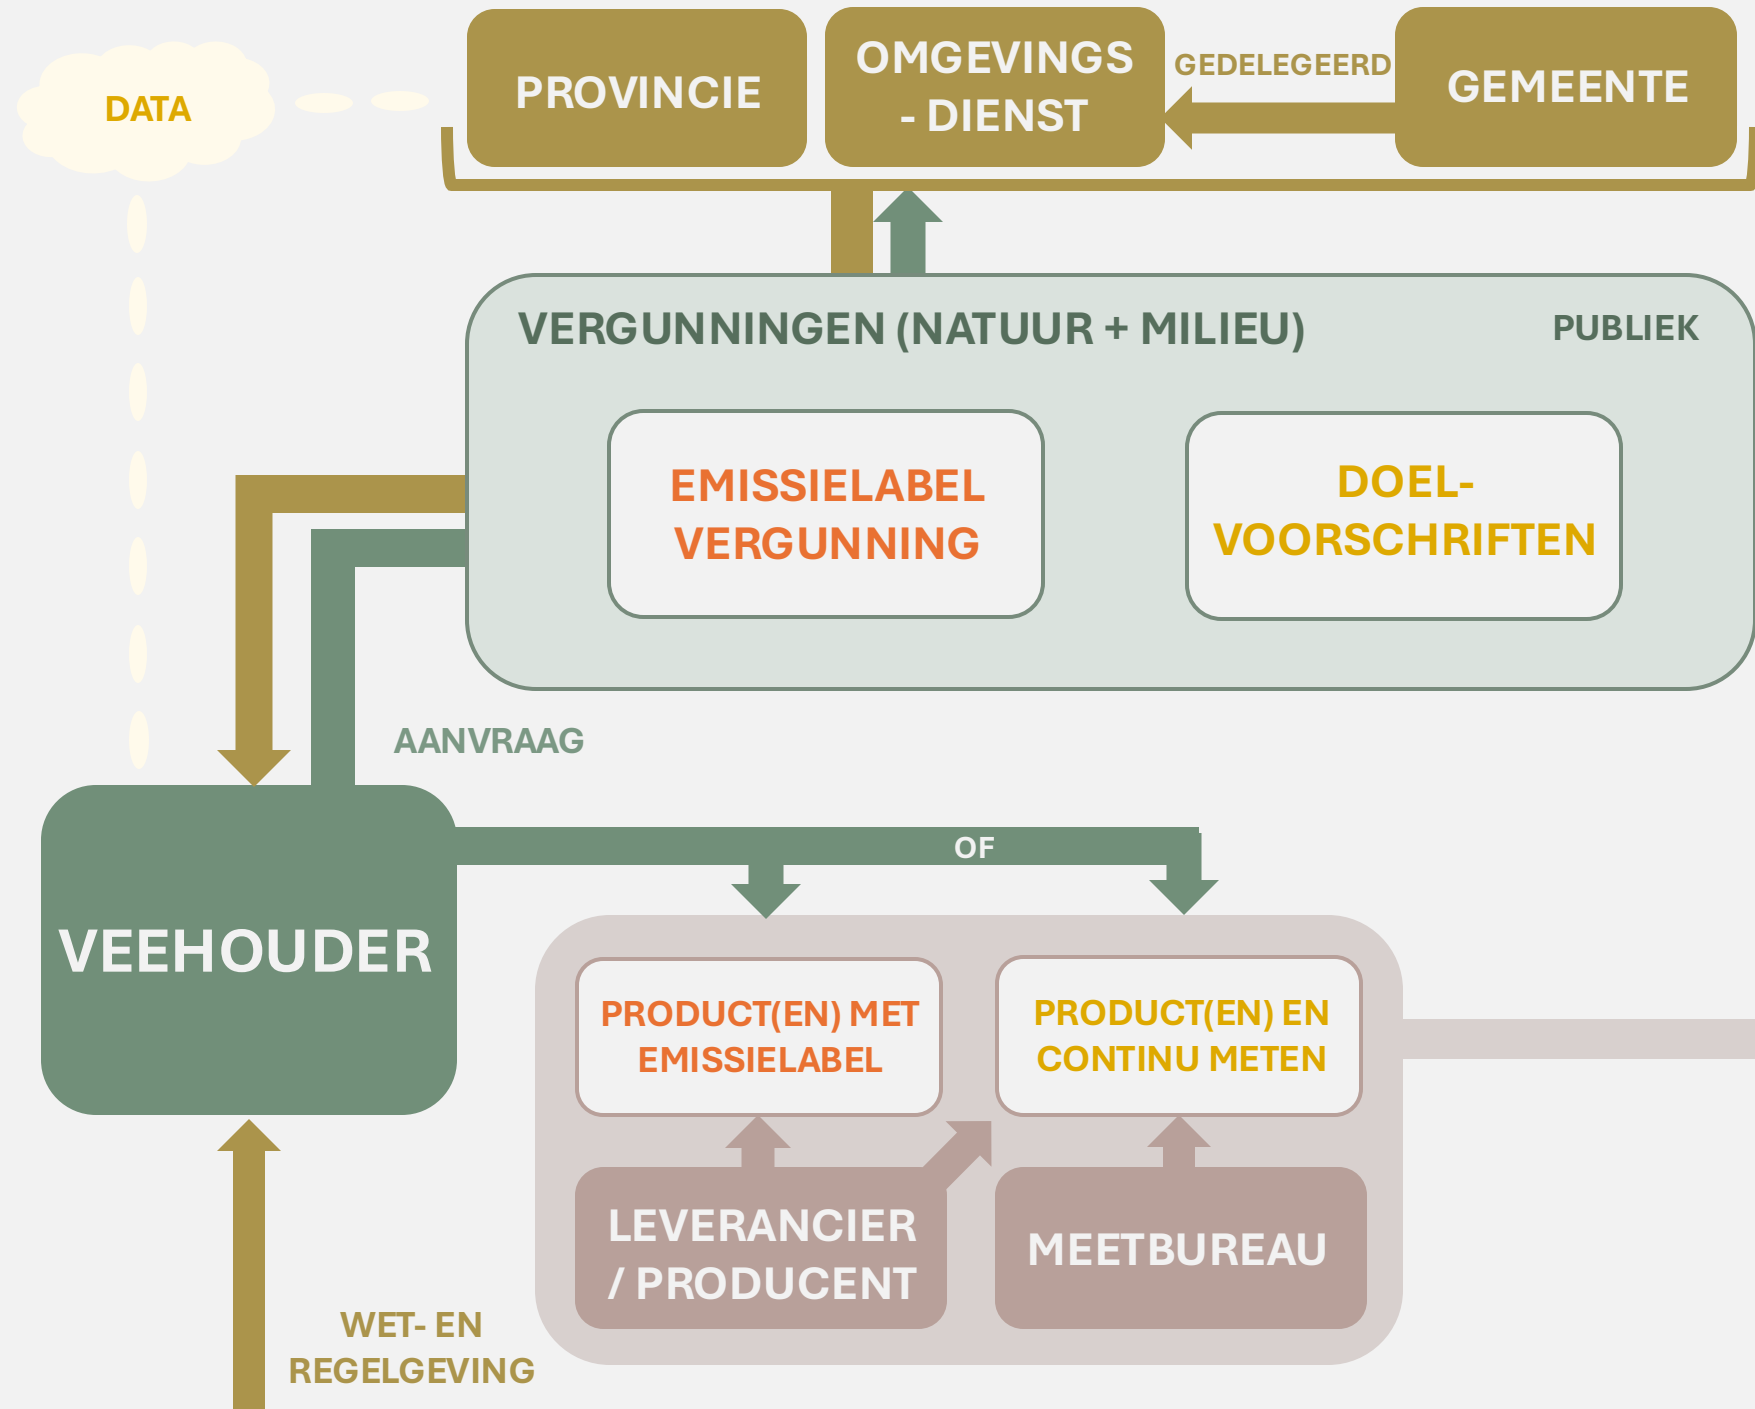 DATA
PROVINCIE
OMGEVINGS
- DIENST
GEDELEGEERD
GEMEENTE
VERGUNNINGEN (NATUUR + MILIEU)
PUBLIEK
EMISSIELABEL
VERGUNNING
DOEL-
VOORSCHRIFTEN
AANVRAAG
OF
VEEHOUDER
PRODUCT(EN) MET
EMISSIELABEL
PRODUCT(EN) EN
CONTINU METEN
LEVERANCIER
/ PRODUCENT
MEETBUREAU
WET- EN
REGELGEVING